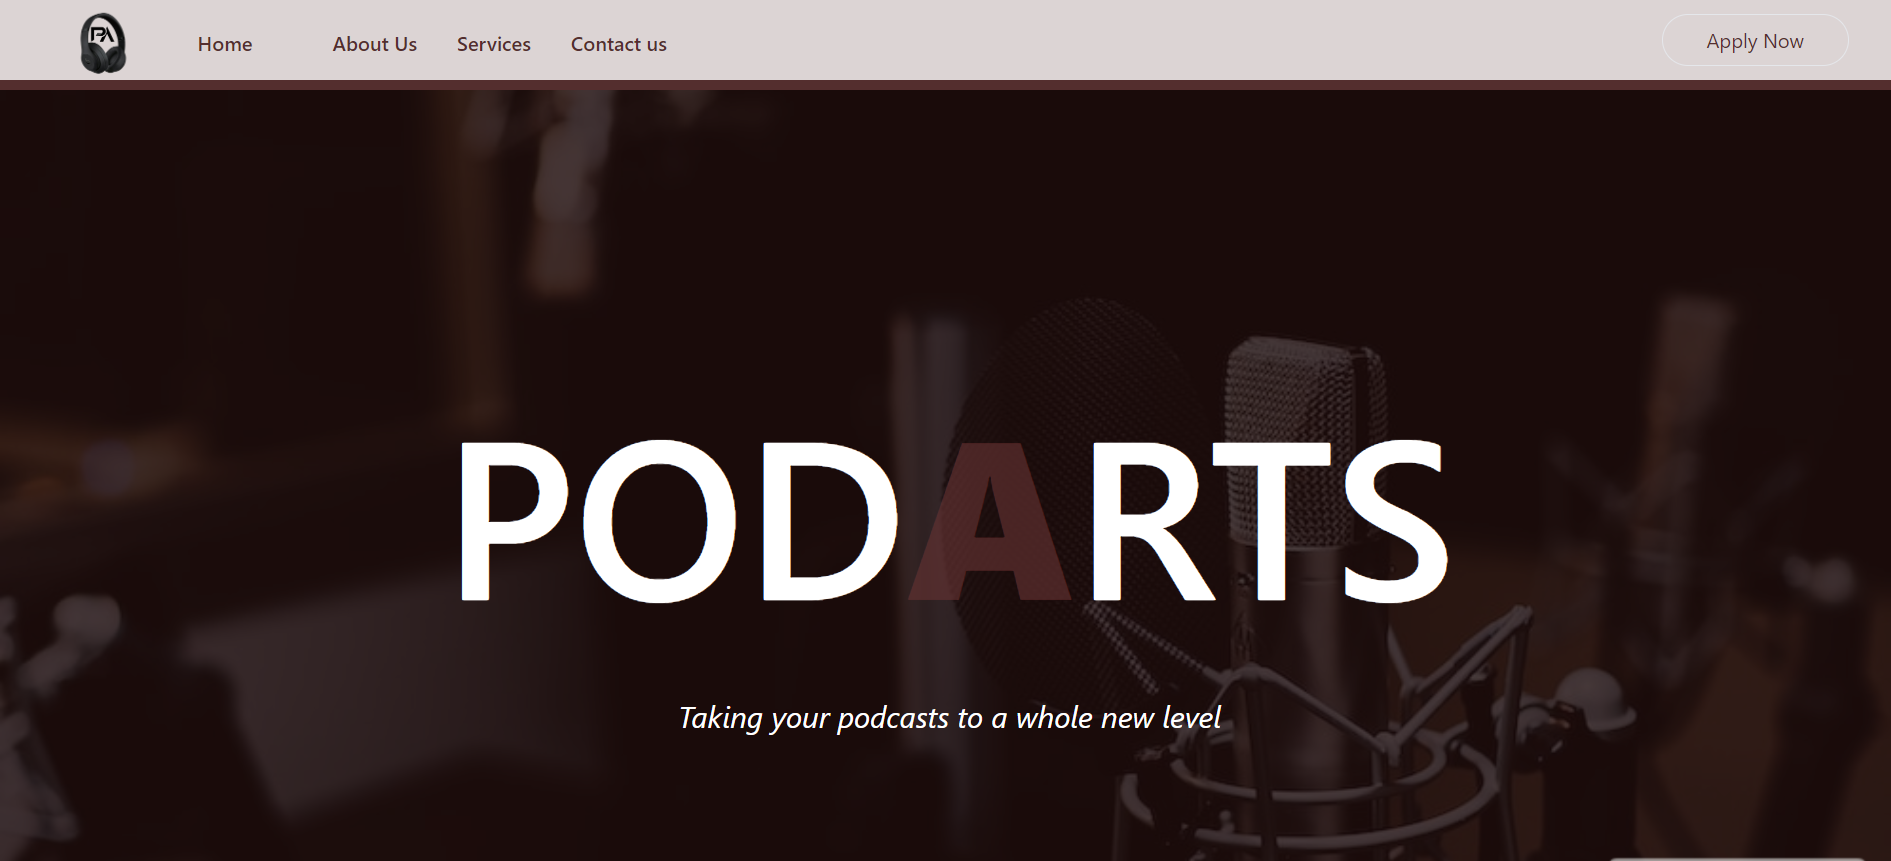 PA
Home About Us Services Contact us
Apply Now
PODARTS
Taking your podcasts to a whole new level